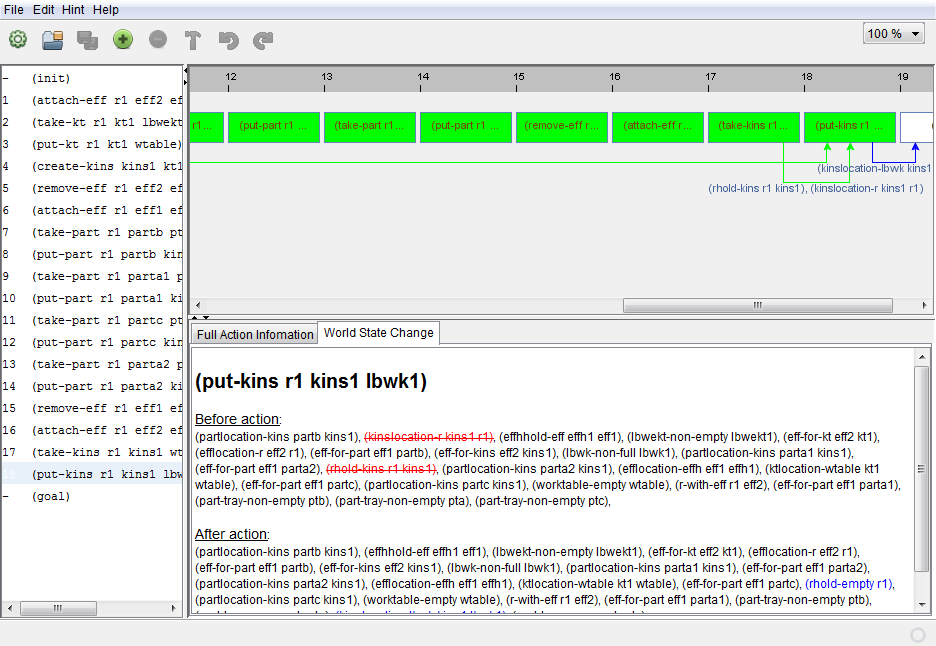 File Edit Hint Help
100 %
- (init)
1 (attach-eff r1 eff2 ef
2 (take-kt r1 kt1 lbwekt
3 (put-kt r1 kt1 wtable)
4 (create-kins kins1 kt1
5 (remove-eff r1 eff2 ef
6 (attach-eff r1 eff1 ef
7 (take-part r1 partb pt
8 (put-part r1 partb kin
9 (take-part r1 parta1 p
10 (put-part r1 parta1 ki
11 (take-part r1 partc pt
12 (put-part r1 partc kin
13 (take-part r1 parta2 p
14 (put-part r1 parta2 ki
15 (remove-eff r1 eff1 ef
16 (attach-eff r1 eff2 ef
17 (take-kins r1 kins1 wt
18 (put-kins r1 kins1 lbw
- (goal)
12 13 14 15 16 17 18 19
r1 ... (put-part r1 ... (take-part r1... (put-part r1 ... (remove-eff r... (attach-eff r... (take-kins r1... (put-kins r1 ... (
(kinslocation-lbwk kins1
(rhold-kins r1 kins1), (kinslocation-r kins1 r1)
Full Action Infomation World State Change
(put-kins r1 kins1 lbwk1)
Before action:
(partlocation-kins partb kins1), (kinslocation-r kins1 r1), (effhhold-eff effh1 eff1), (lbwekt-non-empty lbwekt1), (eff-for-kt eff2 kt1),
(efflocation-r eff2 r1), (eff-for-part eff1 partb), (eff-for-kins eff2 kins1), (lbwk-non-full lbwk1), (partlocation-kins parta1 kins1),
(eff-for-part eff1 parta2), (rhold-kins r1 kins1), (partlocation-kins parta2 kins1), (efflocation-effh eff1 effh1), (ktlocation-wtable kt1
wtable), (eff-for-part eff1 partc), (partlocation-kins partc kins1), (worktable-empty wtable), (r-with-eff r1 eff2), (eff-for-part eff1 parta1),
(part-tray-non-empty ptb), (part-tray-non-empty pta), (part-tray-non-empty ptc),
After action:
(partlocation-kins partb kins1), (effhhold-eff effh1 eff1), (lbwekt-non-empty lbwekt1), (eff-for-kt eff2 kt1), (efflocation-r eff2 r1),
(eff-for-part eff1 partb), (eff-for-kins eff2 kins1), (lbwk-non-full lbwk1), (partlocation-kins parta1 kins1), (eff-for-part eff1 parta2),
(partlocation-kins parta2 kins1), (efflocation-effh eff1 effh1), (ktlocation-wtable kt1 wtable), (eff-for-part eff1 partc), (rhold-empty r1),
(partlocation-kins partc kins1), (worktable-empty wtable), (r-with-eff r1 eff2), (eff-for-part eff1 parta1), (part-tray-non-empty ptb),